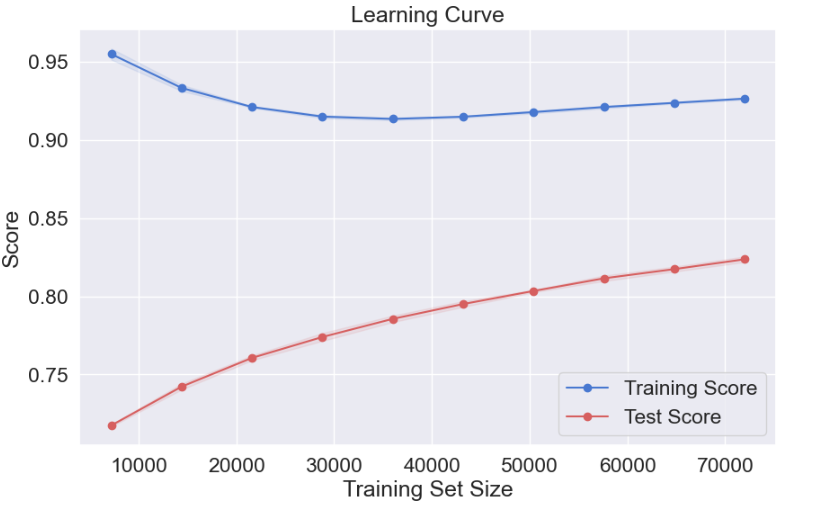 Learning Curve
0.95
0.90
0.85
0.80
0.75
Score
Training Score
Test Score
10000 20000 30000 40000 50000 60000 70000
Training Set Size